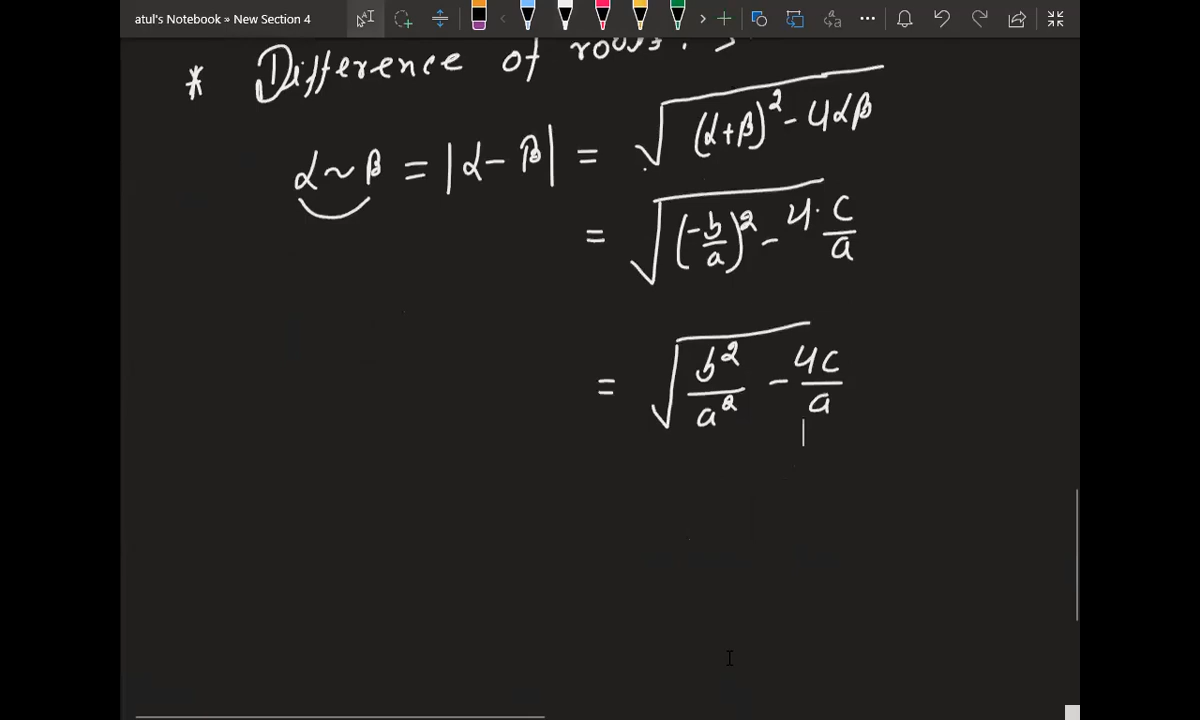 atul's Notebook » New Section 4
* Difference of roots : >
α ~ β = |α - β| = √((α+β)² - 4αβ)
= √((-b/a)² - 4·c/a)
= √(b²/a² - 4c/a)